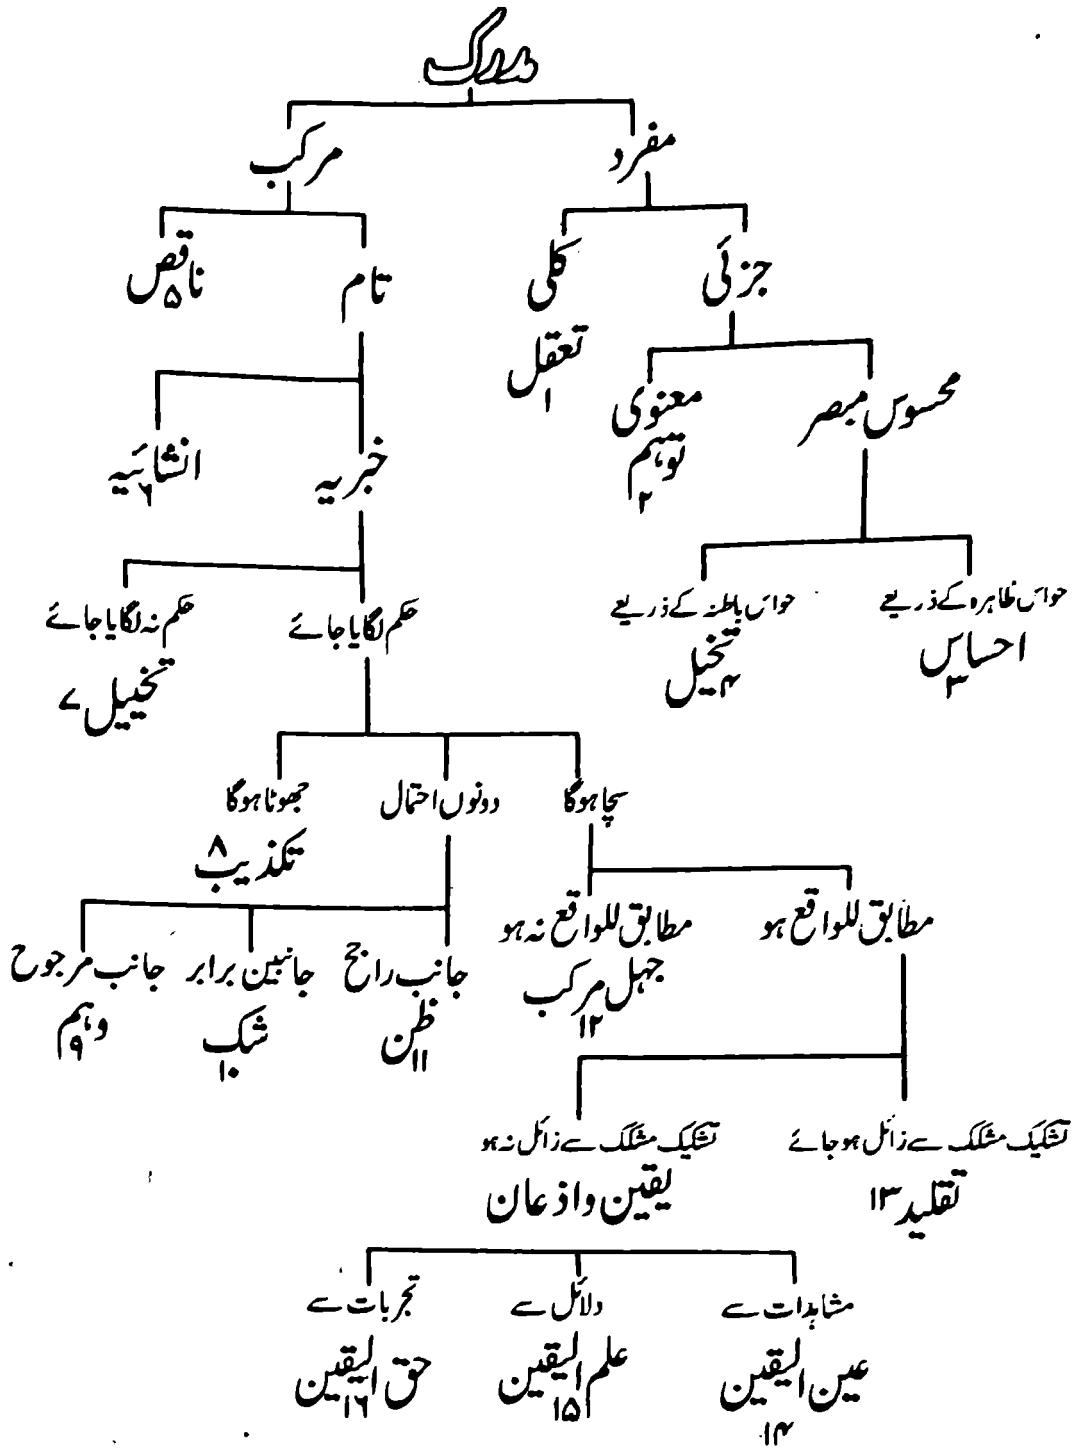 مدرک
مفرد
مرکب
جزئی
کلی
تعقل
۱
تام
ناقص
۵
محسوس مبصر
معنوی
توہم
۲
خبریہ
انشائیہ
۶
حواس ظاہرہ کے ذریعے
احساس
۳
حواس باطنہ کے ذریعے
تخیل
۴
حکم لگایا جائے
حکم نہ لگایا جائے
تخییل ۷
سچا ہوگا
دونوں احتمال
جھوٹا ہوگا
تکذیب ۸
مطابق للواقع ہو
مطابق للواقع نہ ہو
جہل مرکب
۱۲
جانب راجح
ظن
۱۱
جانبین برابر
شک
۱۰
جانب مرجوح
وہم
۹
تشکیک مشکک سے زائل ہو جائے
تقلید ۱۳
تشکیک مشکک سے زائل نہ ہو
یقین واذعان
مشاہدات سے
عین الیقین
۱۴
دلائل سے
علم الیقین
۱۵
تجربات سے
حق الیقین
۱۶